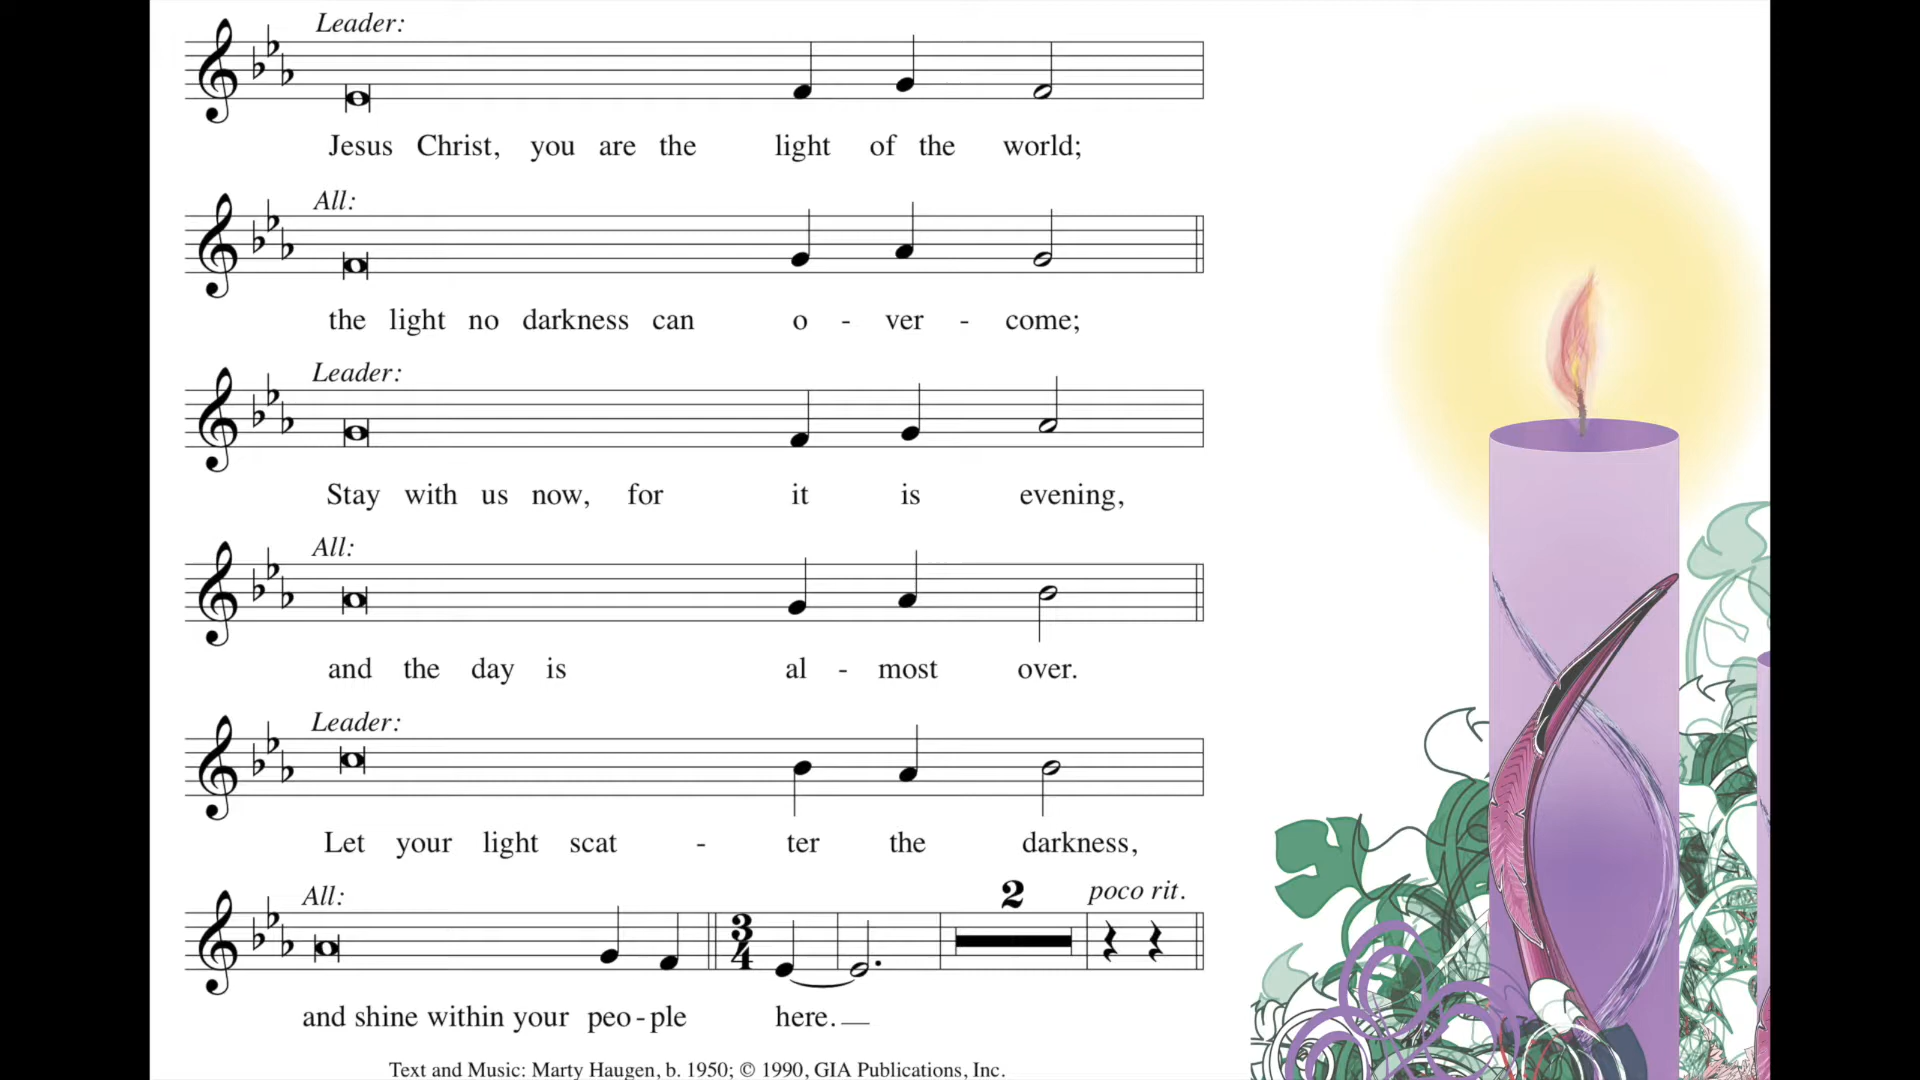 Leader:
Jesus Christ, you are the light of the world;
All:
the light no darkness can o - ver - come;
Leader:
Stay with us now, for it is evening,
All:
and the day is al - most over.
Leader:
Let your light scat - ter the darkness,
All:
2
poco rit.
3
4
and shine within your peo - ple here.
Text and Music: Marty Haugen, b. 1950; © 1990, GIA Publications, Inc.